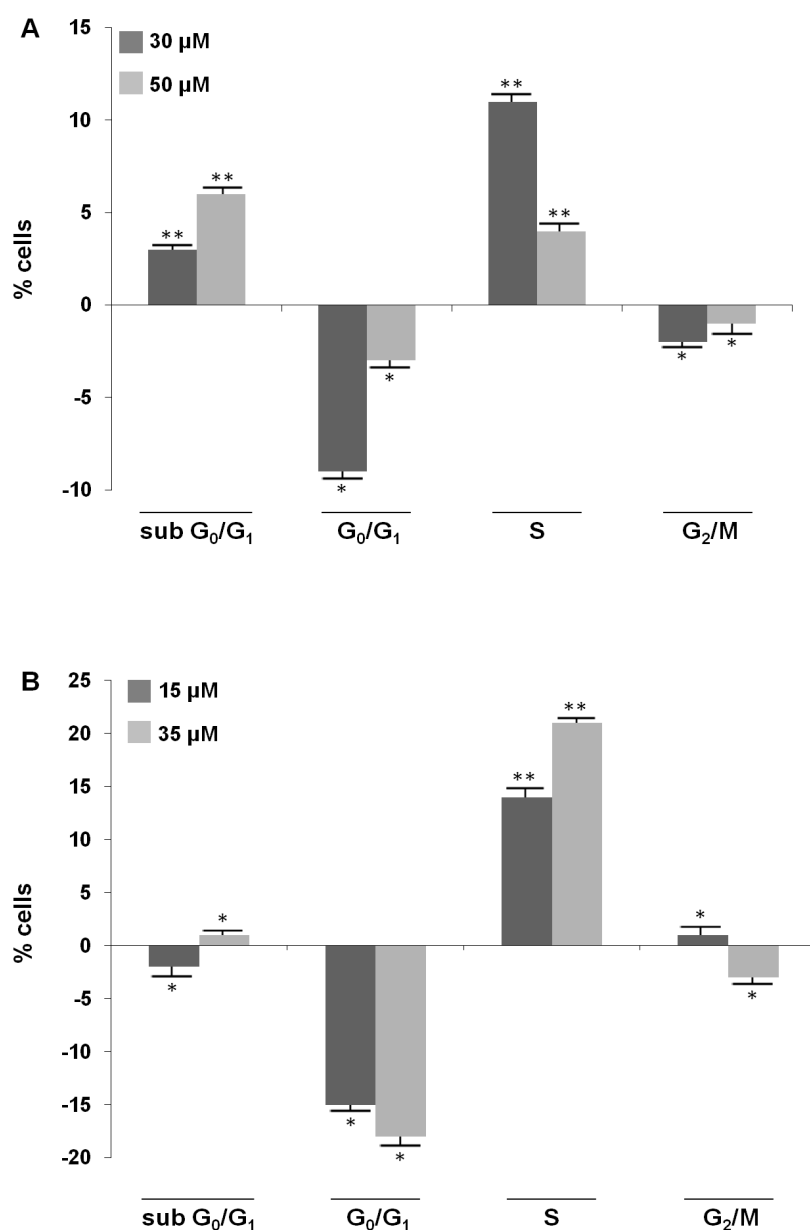 A
30 µM
50 µM
% cells
15
10
5
0
-5
-10
** ** * * ** ** * *
sub G₀/G₁ G₀/G₁ S G₂/M
B
15 µM
35 µM
% cells
25
20
15
10
5
0
-5
-10
-15
-20
* * * * ** ** * *
sub G₀/G₁ G₀/G₁ S G₂/M